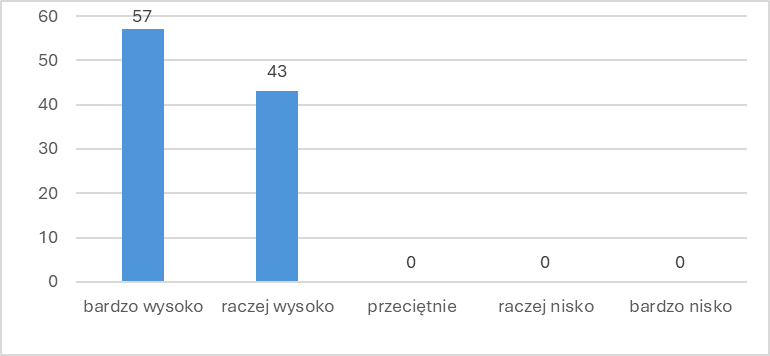 60
50
40
30
20
10
0
57
43
0
0
0
bardzo wysoko
raczej wysoko
przeciętnie
raczej nisko
bardzo nisko